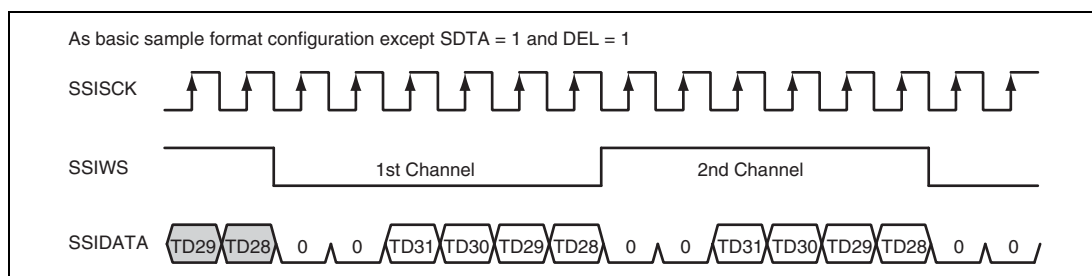 As basic sample format configuration except SDTA = 1 and DEL = 1
SSISCK
SSIWS 1st Channel 2nd Channel
SSIDATA TD29 TD28 0 0 TD31 TD30 TD29 TD28 0 0 TD31 TD30 TD29 TD28 0 0